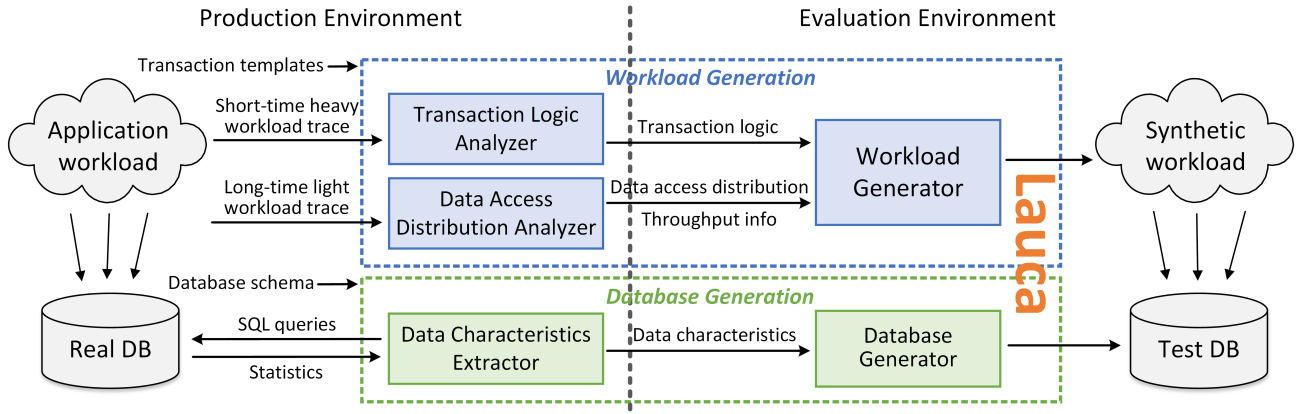 Production Environment
Evaluation Environment
Transaction templates
Workload Generation
Short-time heavy
workload trace
Application
workload
Transaction Logic
Analyzer
Transaction logic
Workload
Generator
Synthetic
workload
Long-time light
workload trace
Data Access
Distribution Analyzer
Data access distribution
Throughput info
Lauca
Database schema
Database Generation
Real DB
SQL queries
Statistics
Data Characteristics
Extractor
Data characteristics
Database
Generator
Test DB